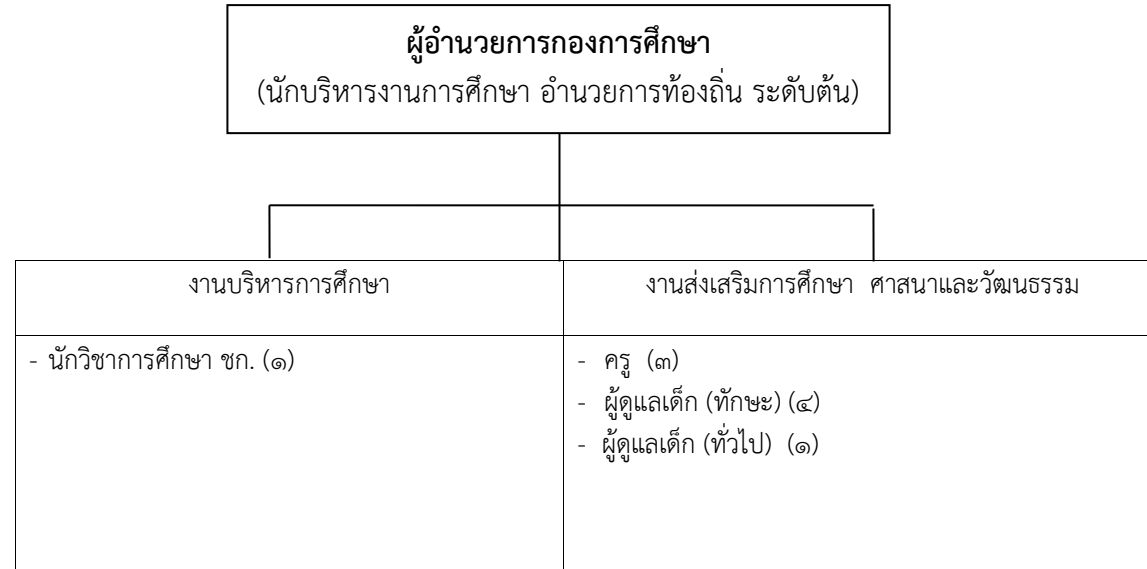 ผู้อำนวยการกองการศึกษา
(นักบริหารงานการศึกษา อำนวยการท้องถิ่น ระดับต้น)
งานบริหารการศึกษา
งานส่งเสริมการศึกษา ศาสนาและวัฒนธรรม
- นักวิชาการศึกษา ชก. (๑)
- ครู (๓)
- ผู้ดูแลเด็ก (ทักษะ) (๔)
- ผู้ดูแลเด็ก (ทั่วไป) (๑)